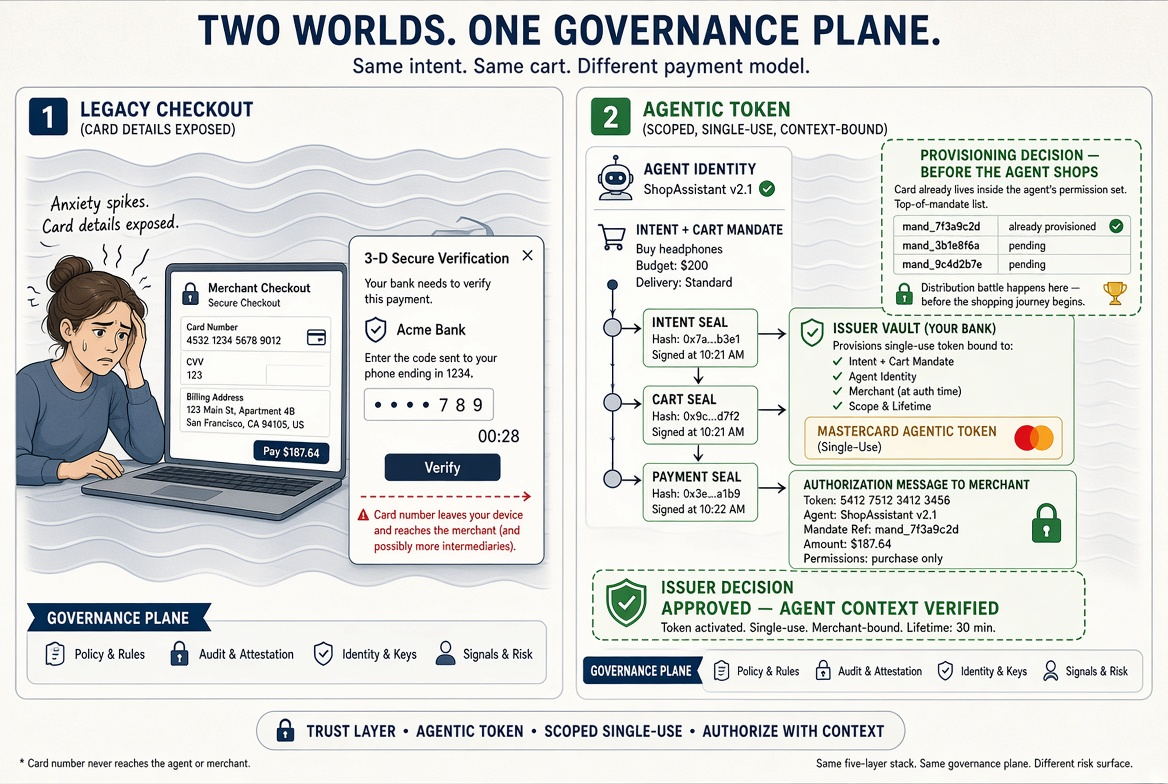 TWO WORLDS. ONE GOVERNANCE PLANE.
Same intent. Same cart. Different payment model.
1
LEGACY CHECKOUT
(CARD DETAILS EXPOSED)
Anxiety spikes.
Card details exposed.
Merchant Checkout
Secure Checkout
Card Number
4532 1234 5678 9012
CVV
123
Billing Address
123 Main St, Apartment 4B
San Francisco, CA 94105, US
Pay $187.64
3-D Secure Verification
Your bank needs to verify
this payment.
Acme Bank
Enter the code sent to your
phone ending in 1234.
• • • • 7 8 9
00:28
Verify
Card number leaves your device
and reaches the merchant (and
possibly more intermediaries).
GOVERNANCE PLANE
Policy & Rules
Audit & Attestation
Identity & Keys
Signals & Risk
2
AGENTIC TOKEN
(SCOPED, SINGLE-USE, CONTEXT-BOUND)
AGENT IDENTITY
ShopAssistant v2.1
INTENT + CART MANDATE
Buy headphones
Budget: $200
Delivery: Standard
INTENT SEAL
Hash: 0x7a...b3e1
Signed at 10:21 AM
CART SEAL
Hash: 0x9c...d7f2
Signed at 10:21 AM
PAYMENT SEAL
Hash: 0x3e...a1b9
Signed at 10:22 AM
PROVISIONING DECISION —
BEFORE THE AGENT SHOPS
Card already lives inside the agent's permission set.
Top-of-mandate list.
mand_7f3a9c2d already provisioned
mand_3b1e8f6a pending
mand_9c4d2b7e pending
Distribution battle happens here —
before the shopping journey begins.
ISSUER VAULT (YOUR BANK)
Provisions single-use token bound to:
✓ Intent + Cart Mandate
✓ Agent Identity
✓ Merchant (at auth time)
✓ Scope & Lifetime
MASTERCARD AGENTIC TOKEN
(Single-Use)
AUTHORIZATION MESSAGE TO MERCHANT
Token: 5412 7512 3412 3456
Agent: ShopAssistant v2.1
Mandate Ref: mand_7f3a9c2d
Amount: $187.64
Permissions: purchase only
ISSUER DECISION
APPROVED — AGENT CONTEXT VERIFIED
Token activated. Single-use. Merchant-bound. Lifetime: 30 min.
GOVERNANCE PLANE
Policy & Rules
Audit & Attestation
Identity & Keys
Signals & Risk
TRUST LAYER • AGENTIC TOKEN • SCOPED SINGLE-USE • AUTHORIZE WITH CONTEXT
* Card number never reaches the agent or merchant.
Same five-layer stack. Same governance plane. Different risk surface.